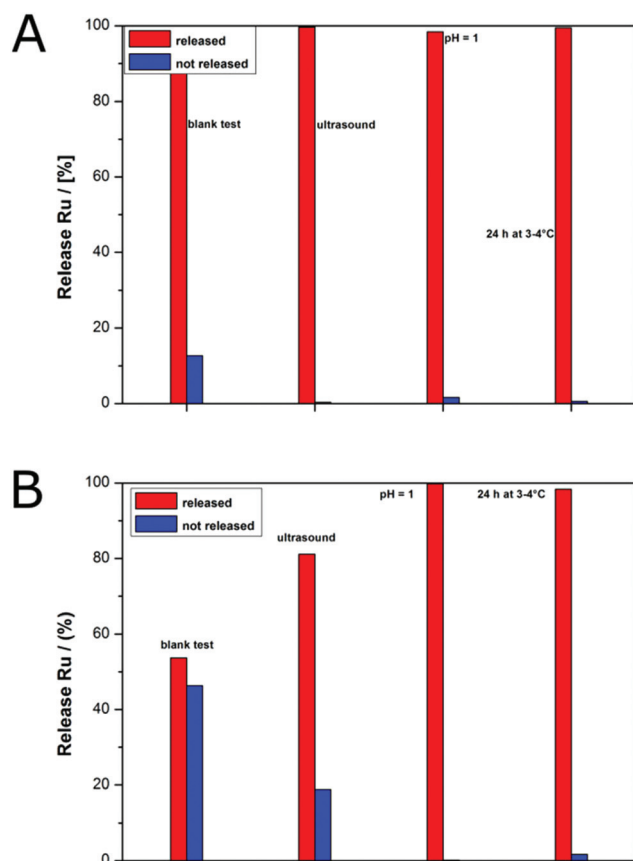 A
released
not released
100
80
60
40
20
0
Release Ru / [%]
blank test
ultrasound
pH = 1
24 h at 3-4°C
B
released
not released
100
80
60
40
20
0
Release Ru / (%)
blank test
ultrasound
pH = 1
24 h at 3-4°C